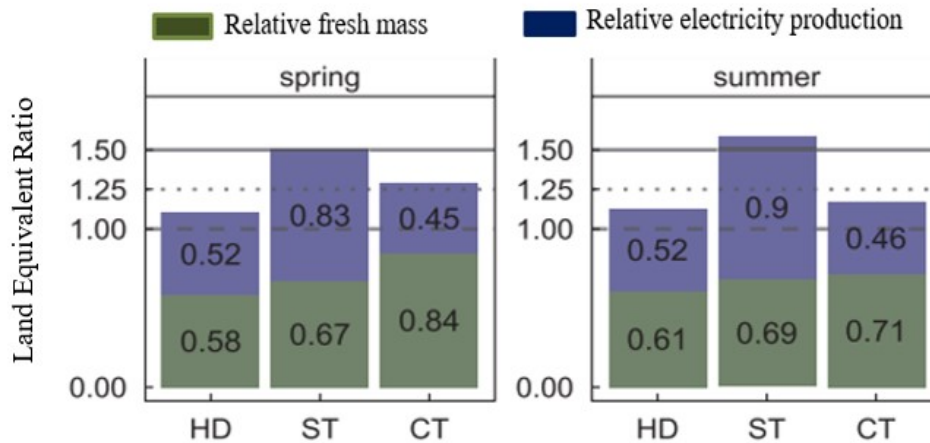 Relative fresh mass
Relative electricity production
spring
summer
Land Equivalent Ratio
1.50
1.25
1.00
0.00
0.52
0.83
0.45
0.58
0.67
0.84
HD
ST
CT
1.50
1.25
1.00
0.00
0.52
0.9
0.46
0.61
0.69
0.71
HD
ST
CT